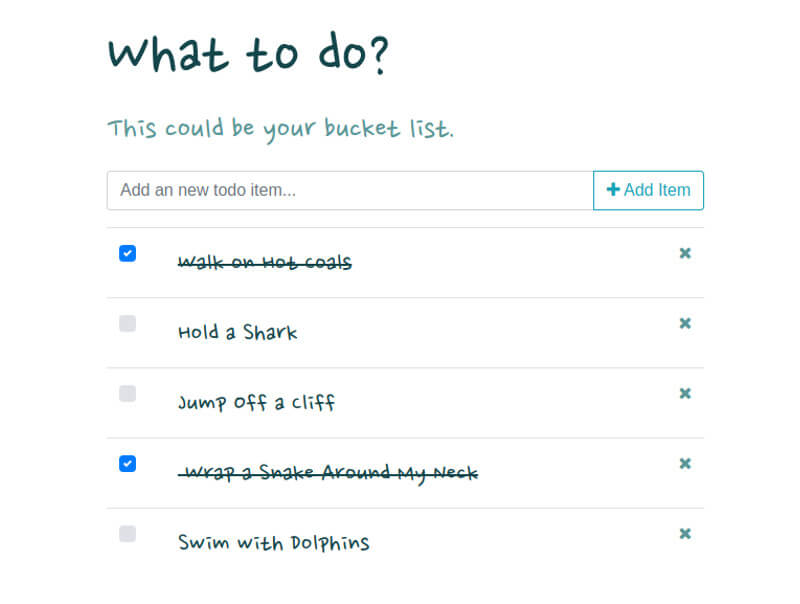 What to do?
This could be your bucket list.
Add an new todo item...
Add Item
Walk on Hot coals
Hold a Shark
Jump Off a Cliff
Wrap a Snake Around My Neck
Swim with Dolphins